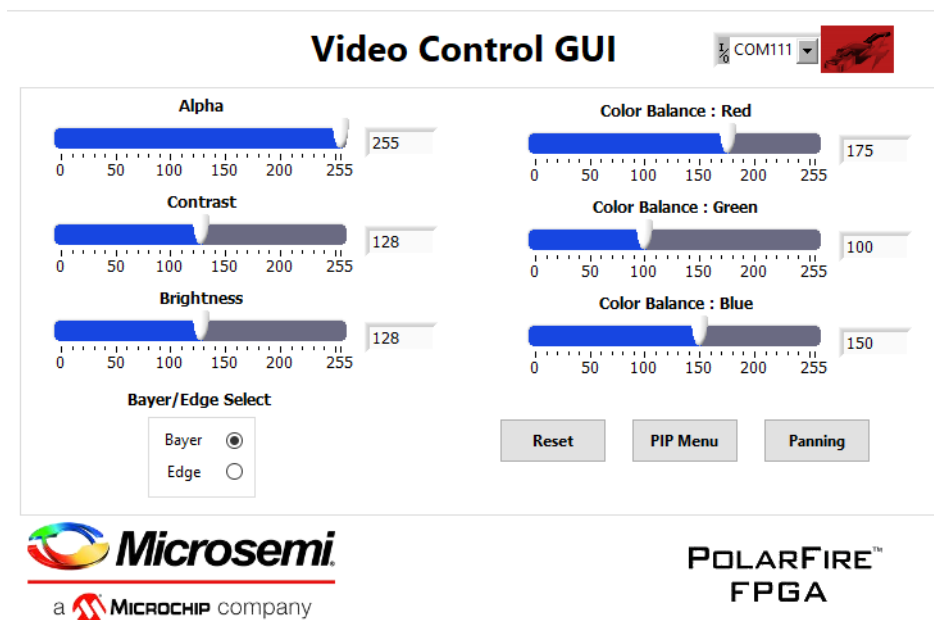 Video Control GUI
I/O COM111
Alpha
255
0 50 100 150 200 255
Contrast
128
0 50 100 150 200 255
Brightness
128
0 50 100 150 200 255
Bayer/Edge Select
Bayer
Edge
Color Balance : Red
175
0 50 100 150 200 255
Color Balance : Green
100
0 50 100 150 200 255
Color Balance : Blue
150
0 50 100 150 200 255
Reset PIP Menu Panning
Microsemi.
a MICROCHIP company
POLARFIRE™
FPGA